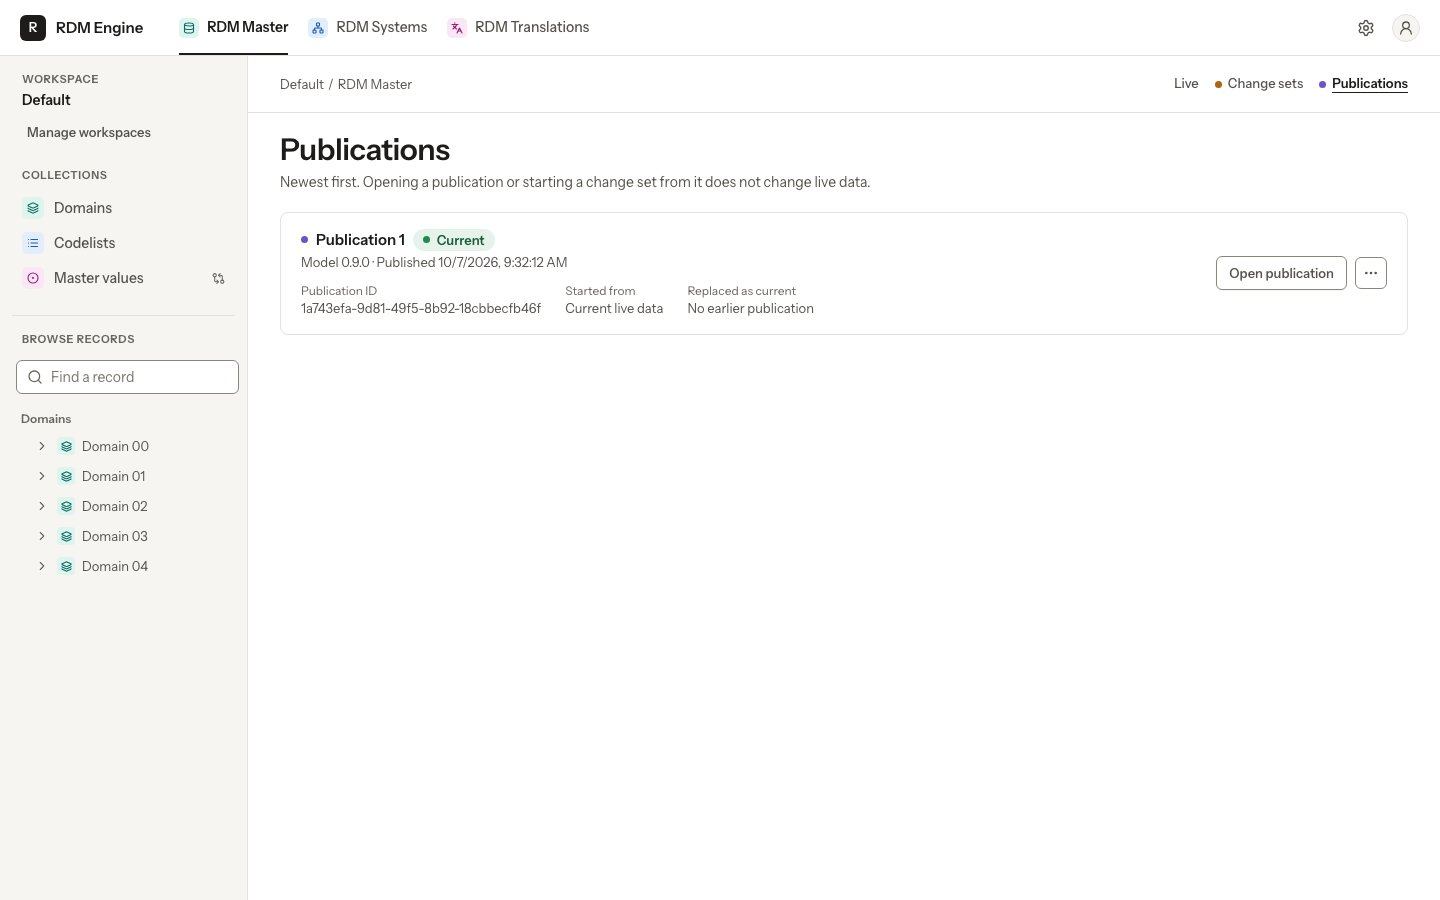 R RDM Engine RDM Master RDM Systems RDM Translations
WORKSPACE
Default
Manage workspaces
COLLECTIONS
Domains
Codelists
Master values
BROWSE RECORDS
Find a record
Domains
Domain 00
Domain 01
Domain 02
Domain 03
Domain 04
Default / RDM Master
Live Change sets Publications
Publications
Newest first. Opening a publication or starting a change set from it does not change live data.
Publication 1 Current
Model 0.9.0 · Published 10/7/2026, 9:32:12 AM
Publication ID Started from Replaced as current
1a743efa-9d81-49f5-8b92-18cbbecfb46f Current live data No earlier publication
Open publication